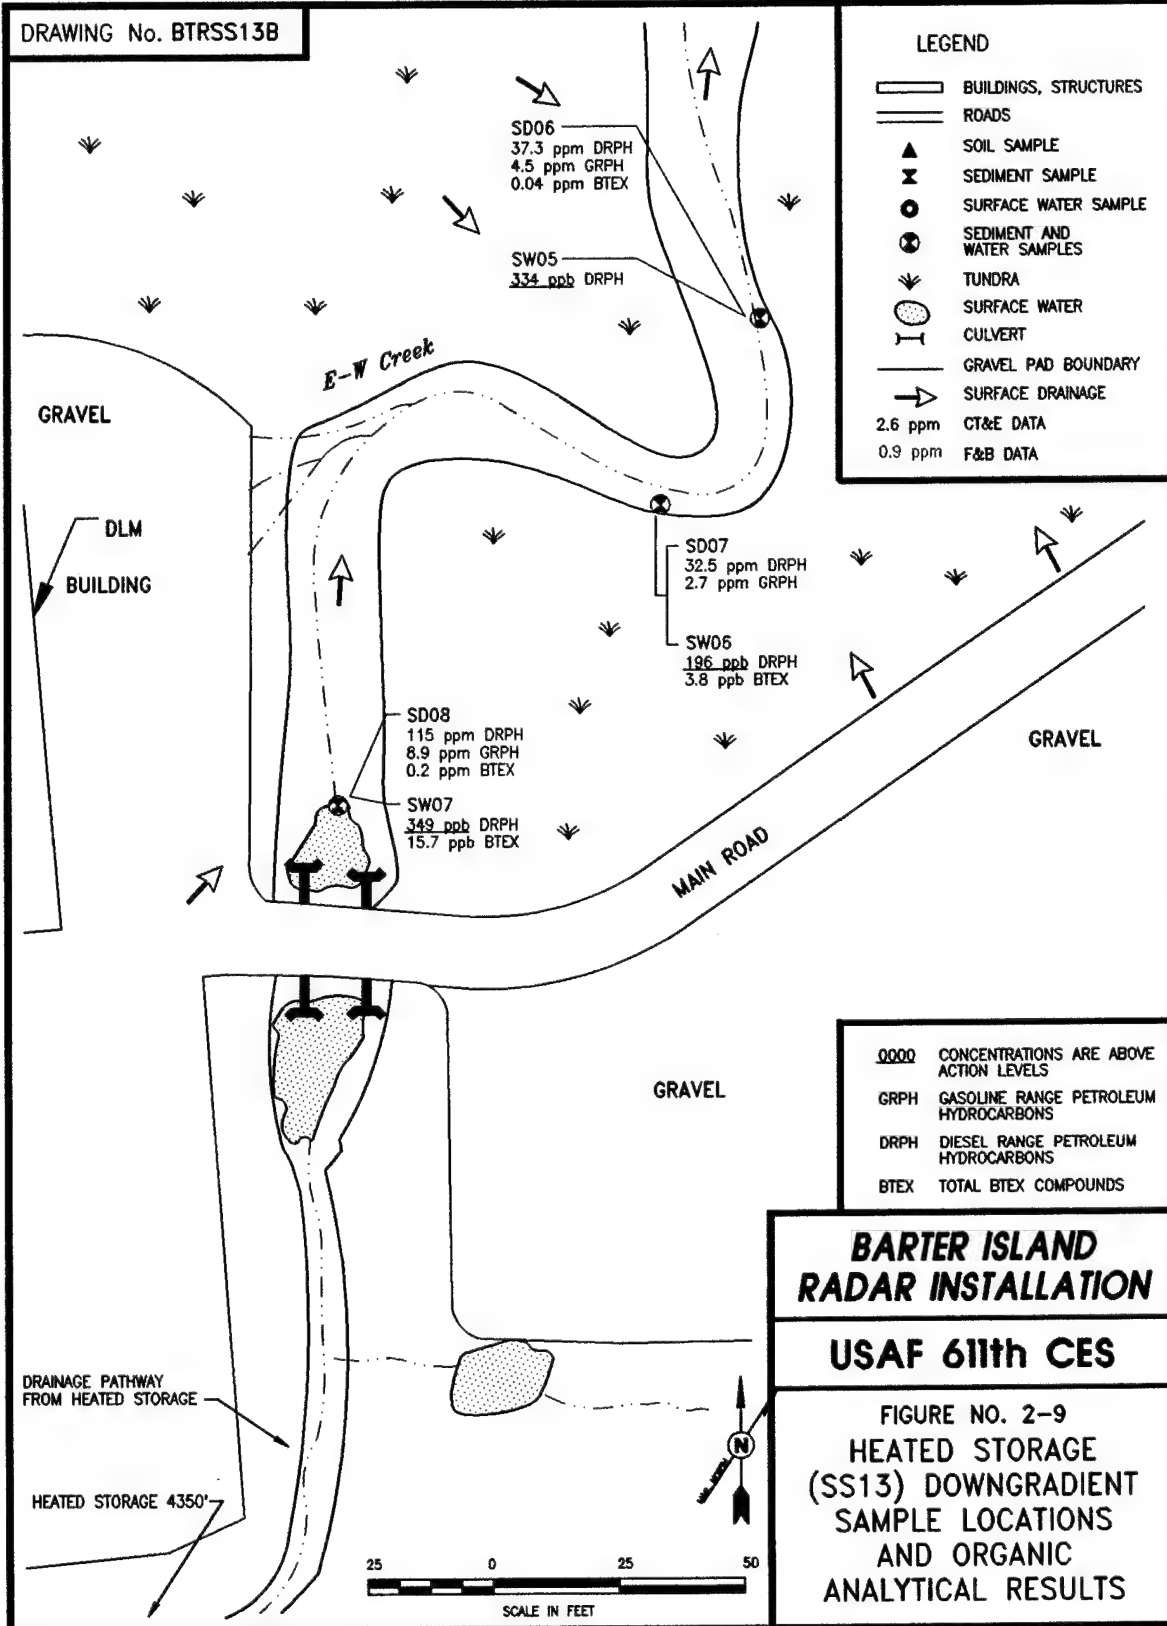 DRAWING No. BTRSS13B
LEGEND
BUILDINGS, STRUCTURES
ROADS
SOIL SAMPLE
SEDIMENT SAMPLE
SURFACE WATER SAMPLE
SEDIMENT AND
WATER SAMPLES
TUNDRA
SURFACE WATER
CULVERT
GRAVEL PAD BOUNDARY
SURFACE DRAINAGE
2.6 ppm CT&E DATA
0.9 ppm F&B DATA
SD06
37.3 ppm DRPH
4.5 ppm GRPH
0.04 ppm BTEX
SW05
334 ppb DRPH
E-W Creek
GRAVEL
DLM
BUILDING
SD07
32.5 ppm DRPH
2.7 ppm GRPH
SW06
196 ppb DRPH
3.8 ppb BTEX
SD08
115 ppm DRPH
8.9 ppm GRPH
0.2 ppm BTEX
SW07
349 ppb DRPH
15.7 ppb BTEX
GRAVEL
MAIN ROAD
GRAVEL
0000 CONCENTRATIONS ARE ABOVE
ACTION LEVELS
GRPH GASOLINE RANGE PETROLEUM
HYDROCARBONS
DRPH DIESEL RANGE PETROLEUM
HYDROCARBONS
BTEX TOTAL BTEX COMPOUNDS
BARTER ISLAND
RADAR INSTALLATION
USAF 611th CES
FIGURE NO. 2-9
HEATED STORAGE
(SS13) DOWNGRADIENT
SAMPLE LOCATIONS
AND ORGANIC
ANALYTICAL RESULTS
DRAINAGE PATHWAY
FROM HEATED STORAGE
HEATED STORAGE 4350'
N
25 0 25 50
SCALE IN FEET